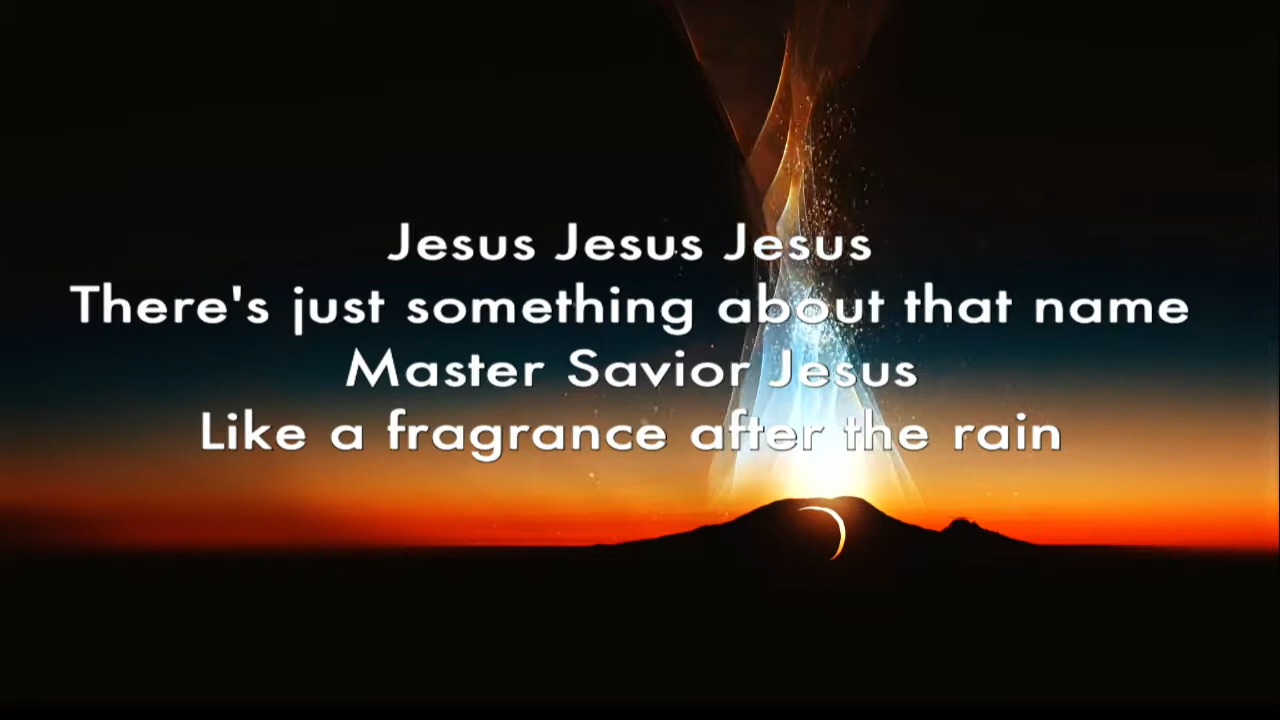 Jesus Jesus Jesus
There's just something about that name
Master Savior Jesus
Like a fragrance after the rain